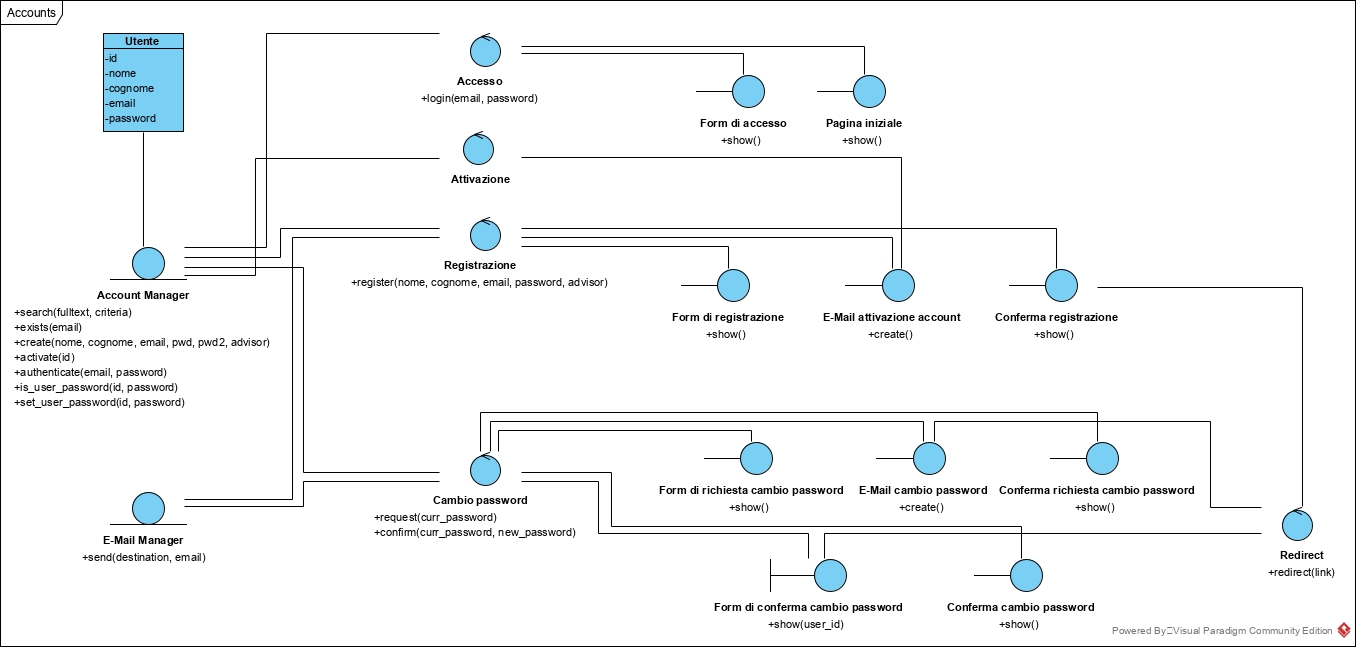 Accounts
Utente
-id
-nome
-cognome
-email
-password
Accesso
+login(email, password)
Form di accesso
+show()
Pagina iniziale
+show()
Attivazione
Registrazione
+register(nome, cognome, email, password, advisor)
Account Manager
+search(fulltext, criteria)
+exists(email)
+create(nome, cognome, email, pwd, pwd2, advisor)
+activate(id)
+authenticate(email, password)
+is_user_password(id, password)
+set_user_password(id, password)
Form di registrazione
+show()
E-Mail attivazione account
+create()
Conferma registrazione
+show()
Cambio password
+request(curr_password)
+confirm(curr_password, new_password)
Form di richiesta cambio password
+show()
E-Mail cambio password
+create()
Conferma richiesta cambio password
+show()
E-Mail Manager
+send(destination, email)
Redirect
+redirect(link)
Form di conferma cambio password
+show(user_id)
Conferma cambio password
+show()
Powered By Visual Paradigm Community Edition